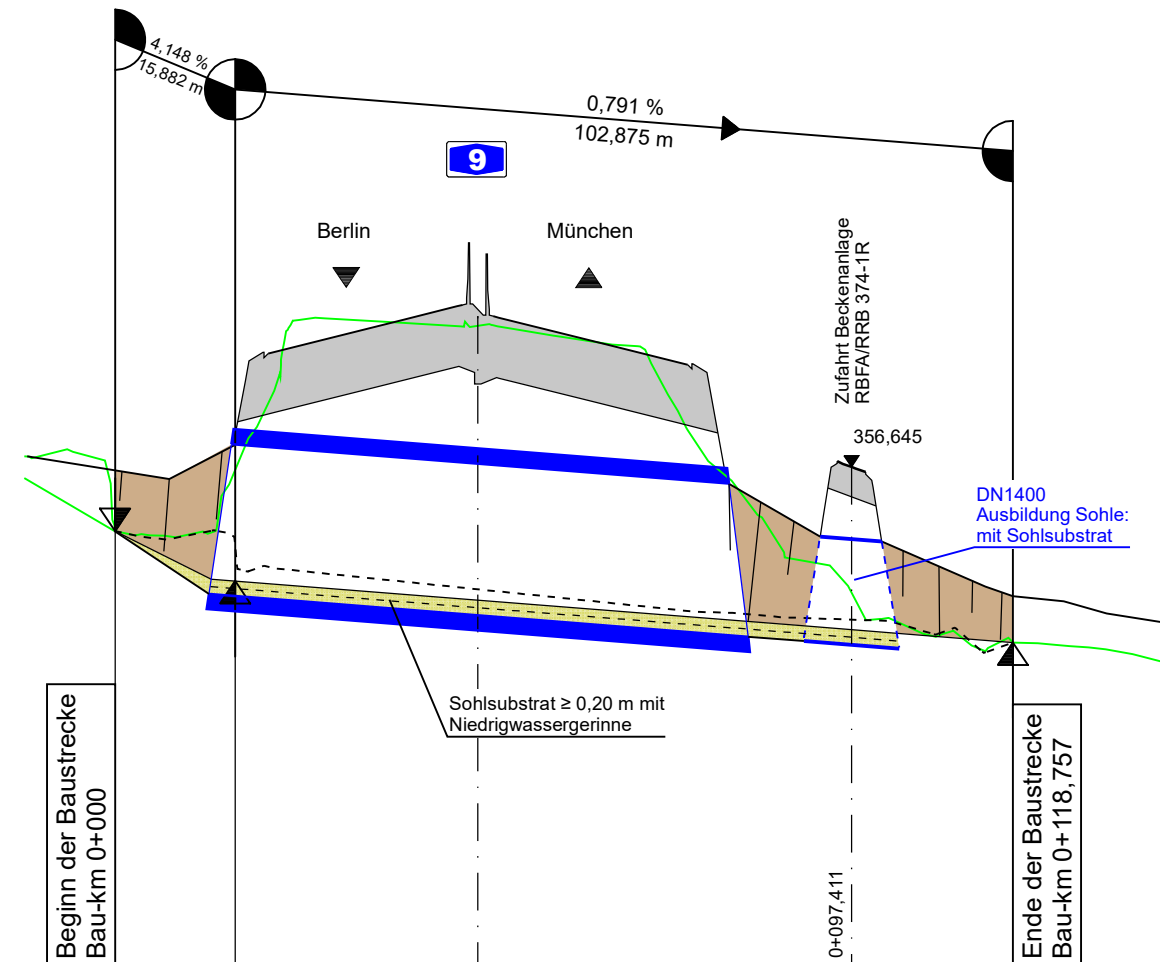 4,148 %
15,882 m
0,791 %
102,875 m
9
Berlin
München
Zufahrt Beckenanlage
RBFA/RRB 374-1R
356,645
DN1400
Ausbildung Sohle:
mit Sohlsubstrat
Sohlsubstrat ≥ 0,20 m mit
Niedrigwassergerinne
Beginn der Baustrecke
Bau-km 0+000
0+097,411
Ende der Baustrecke
Bau-km 0+118,757